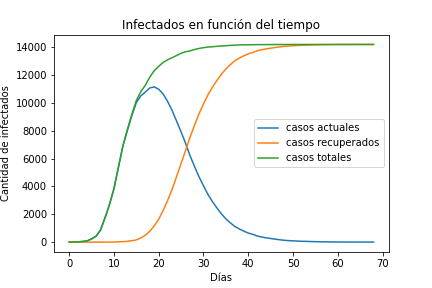 Infectados en función del tiempo
Cantidad de infectados
14000
12000
10000
8000
6000
4000
2000
0
casos actuales
casos recuperados
casos totales
0 10 20 30 40 50 60 70
Días